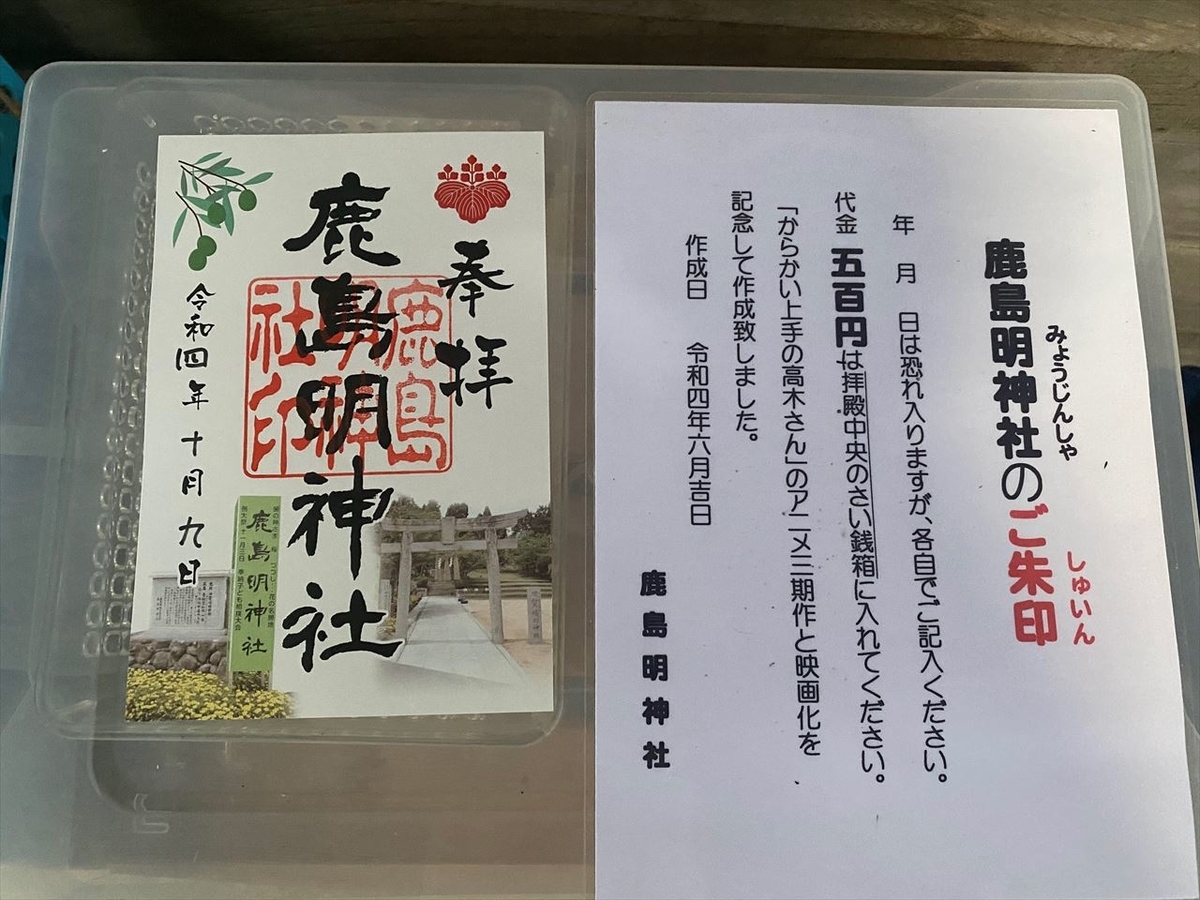 奉拝
鹿島明神社
鹿島
明神
社印
令和四年十月九日
鹿島明神社
みょうじんしゃ
鹿島明神社のご朱印
しゅいん
年 月 日は恐れ入りますが、各自でご記入ください。
代金 五百円は拝殿中央のさい銭箱に入れてください。
「からかい上手の高木さん」のアニメ三期作と映画化を
記念して作成致しました。
作成日 令和四年六月吉日
鹿島明神社